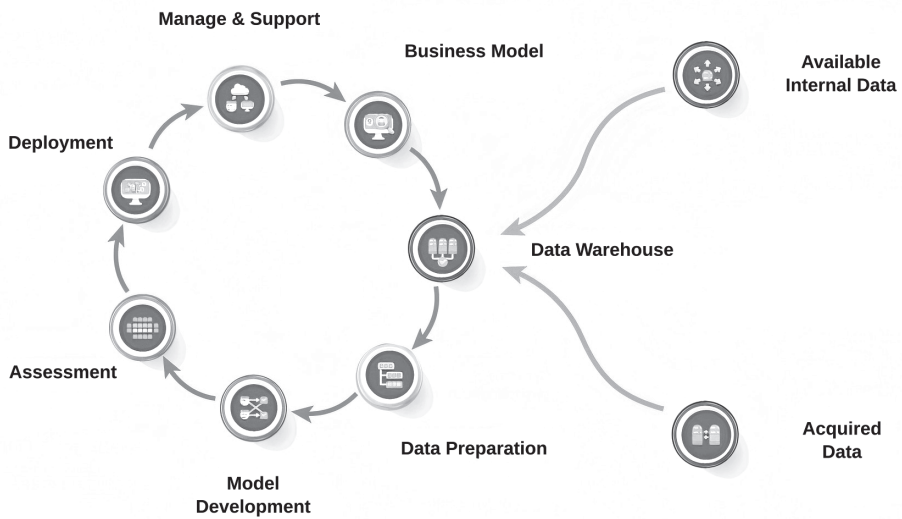 Manage & Support
Business Model
Available
Internal Data
Deployment
Data Warehouse
Assessment
Data Preparation
Acquired
Data
Model
Development